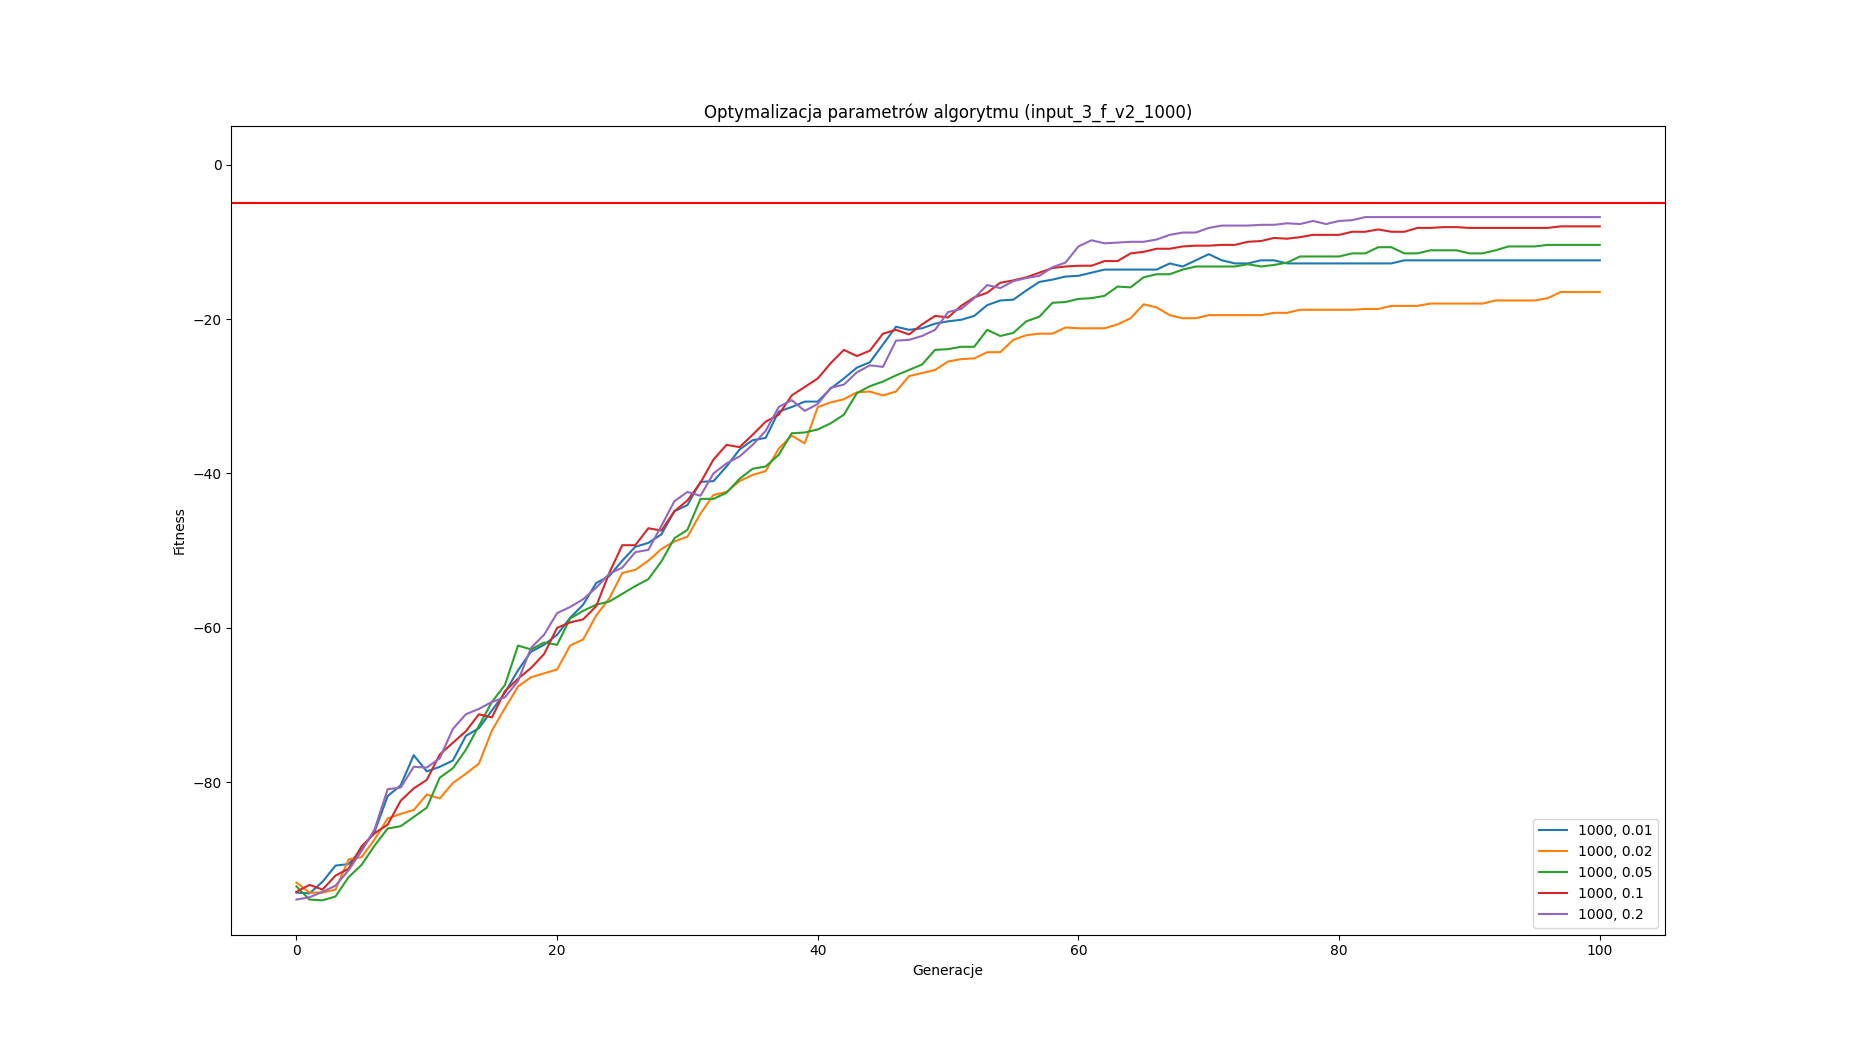 Optymalizacja parametrów algorytmu (input_3_f_v2_1000)
0
−20
−40
−60
−80
Fitness
0 20 40 60 80 100
Generacje
1000, 0.01
1000, 0.02
1000, 0.05
1000, 0.1
1000, 0.2